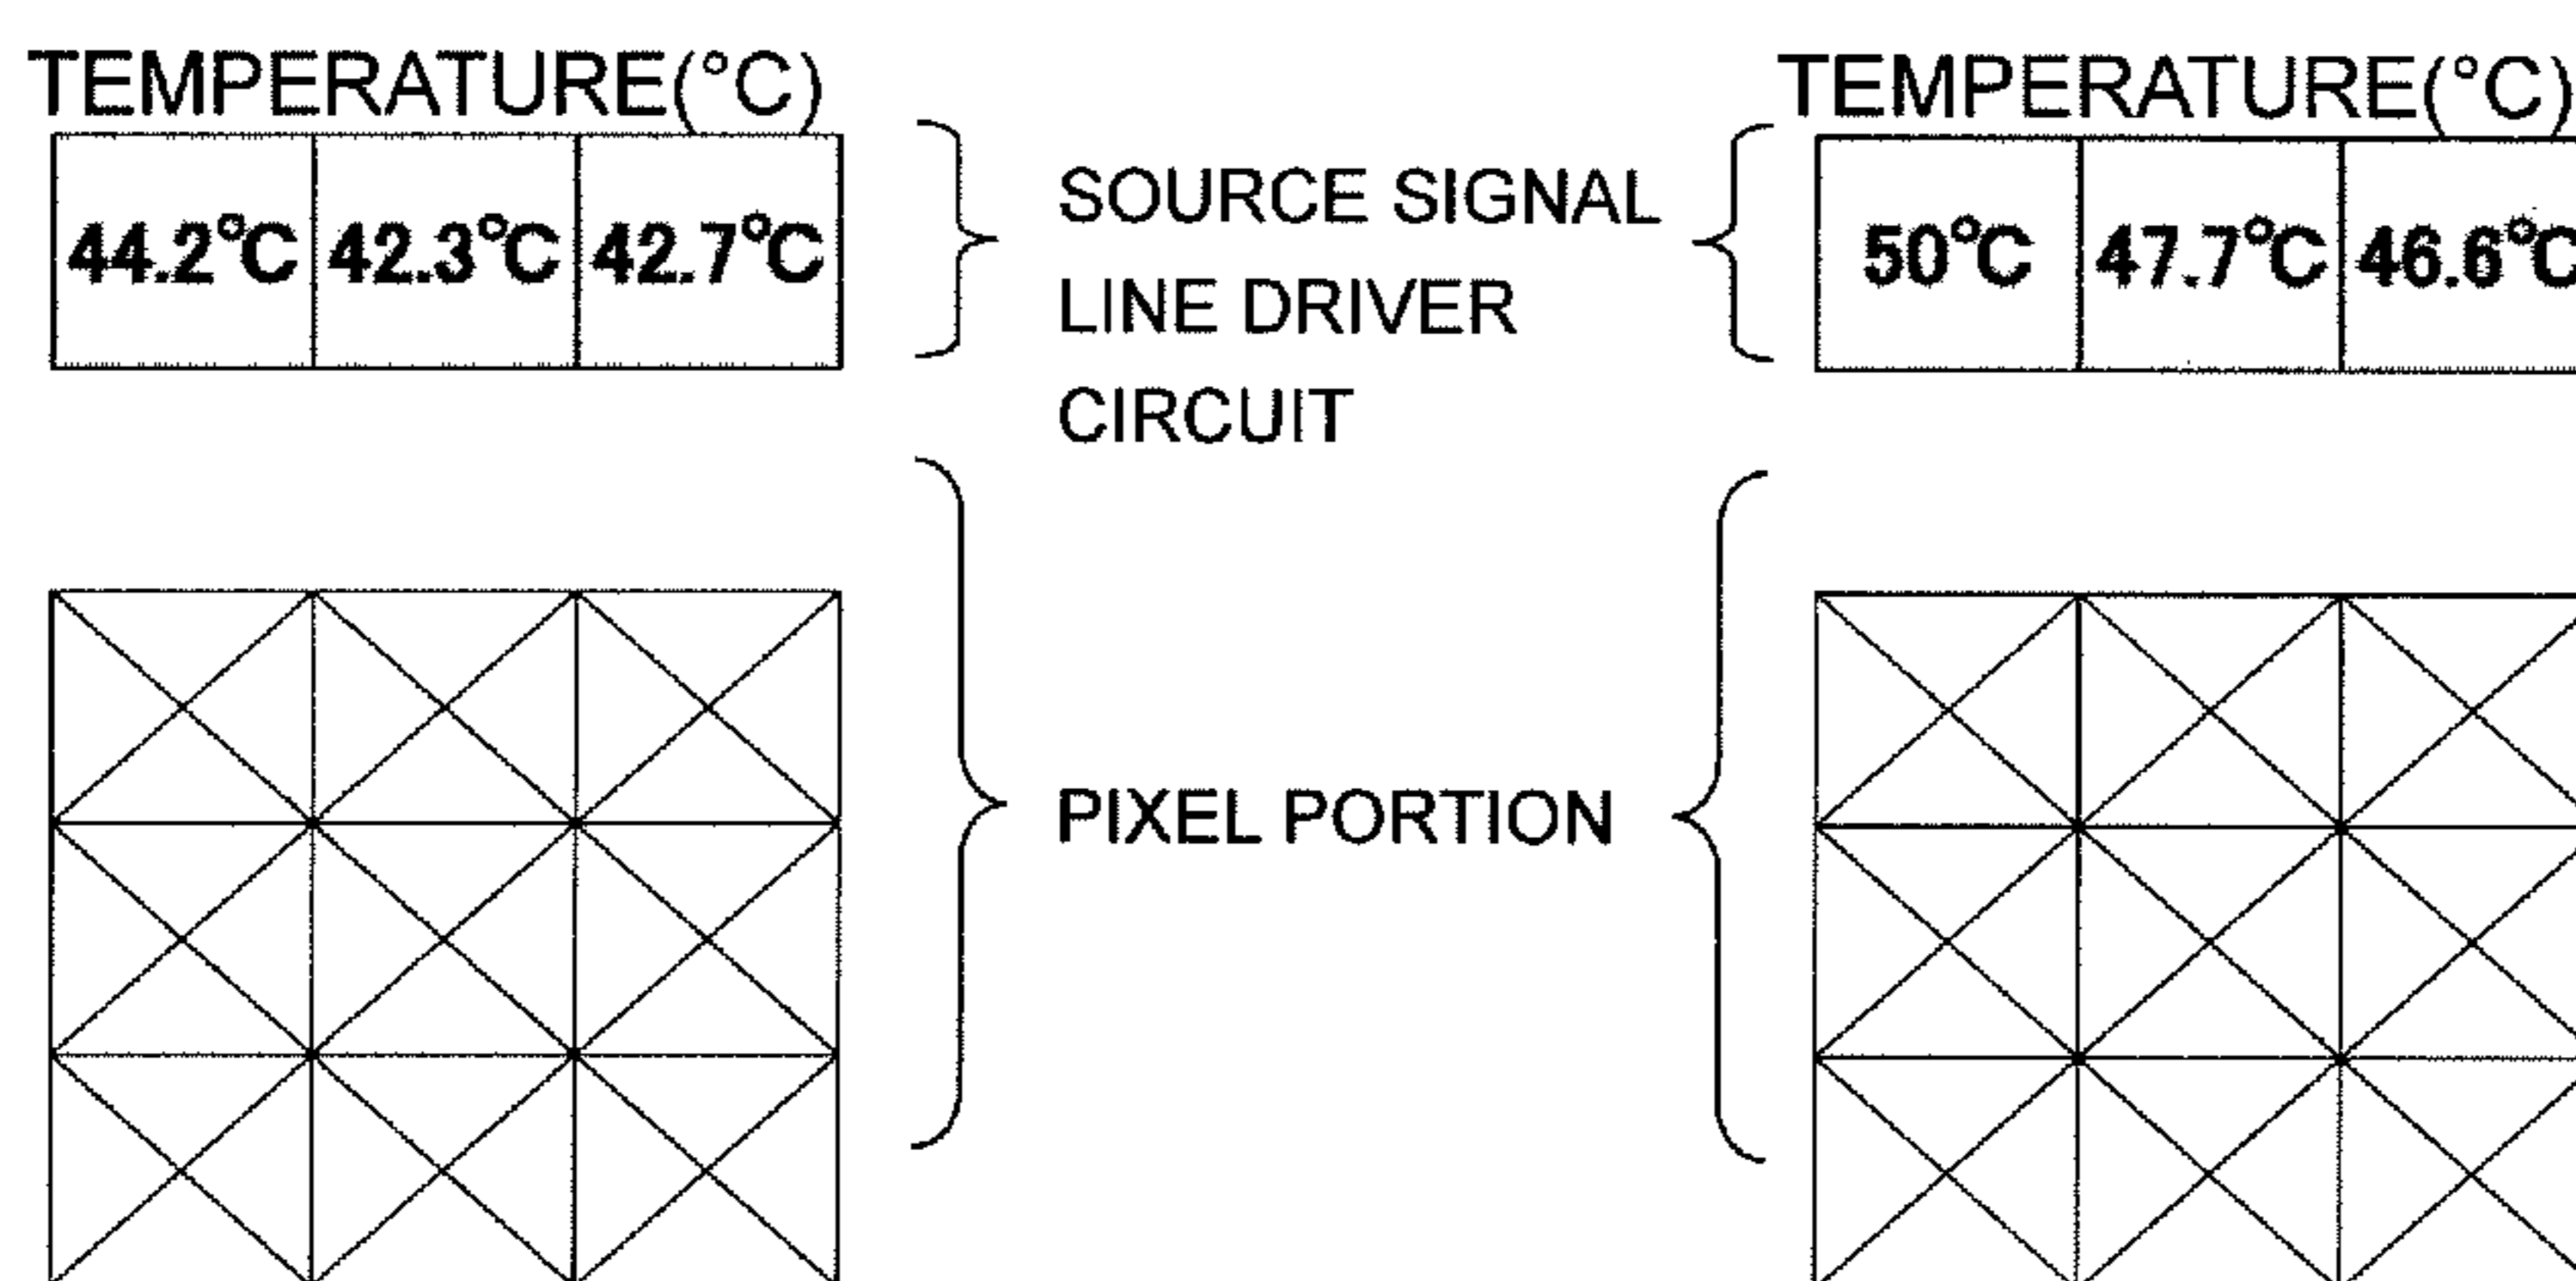 TEMPERATURE(°C)
44.2°C 42.3°C 42.7°C
SOURCE SIGNAL
LINE DRIVER
CIRCUIT
PIXEL PORTION
TEMPERATURE(°C)
50°C 47.7°C 46.6°C